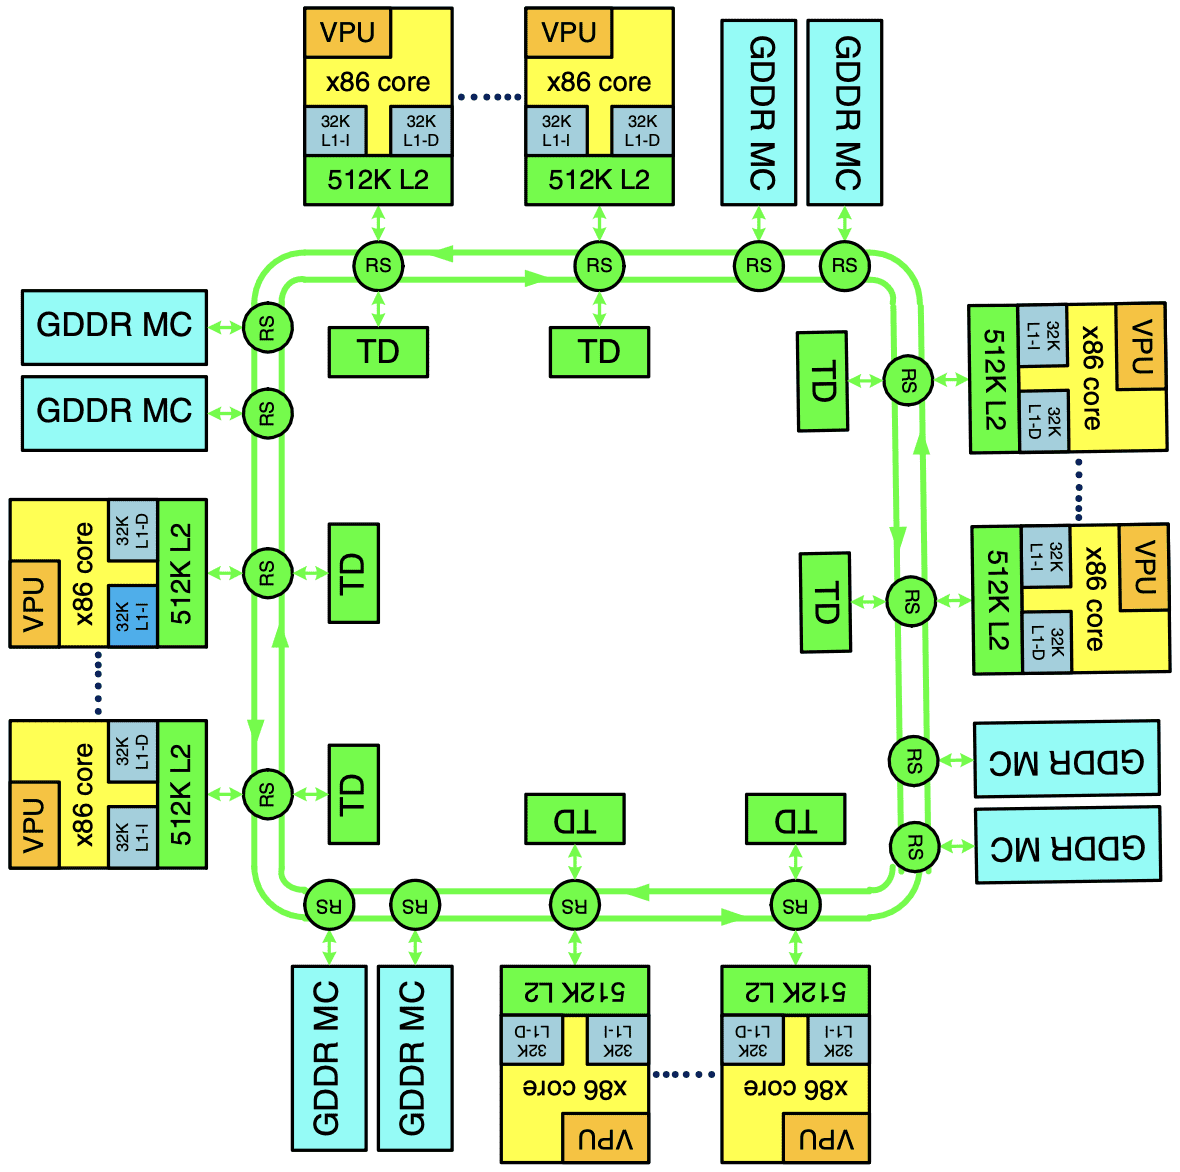 VPU
x86 core
32K
L1-I
32K
L1-D
512K L2
VPU
x86 core
32K
L1-I
32K
L1-D
512K L2
GDDR MC
GDDR MC
RS
RS
RS
RS
TD
TD
GDDR MC
RS
GDDR MC
RS
TD
RS
512K L2
32K
L1-I
32K
L1-D
x86 core
VPU
TD
RS
512K L2
32K
L1-I
32K
L1-D
x86 core
VPU
VPU
x86 core
32K
L1-D
32K
L1-I
512K L2
RS
TD
VPU
x86 core
32K
L1-D
32K
L1-I
512K L2
RS
TD
RS
GDDR MC
RS
GDDR MC
TD
TD
RS
RS
RS
RS
GDDR MC
GDDR MC
512K L2
32K
L1-D
32K
L1-I
x86 core
VPU
512K L2
32K
L1-D
32K
L1-I
x86 core
VPU